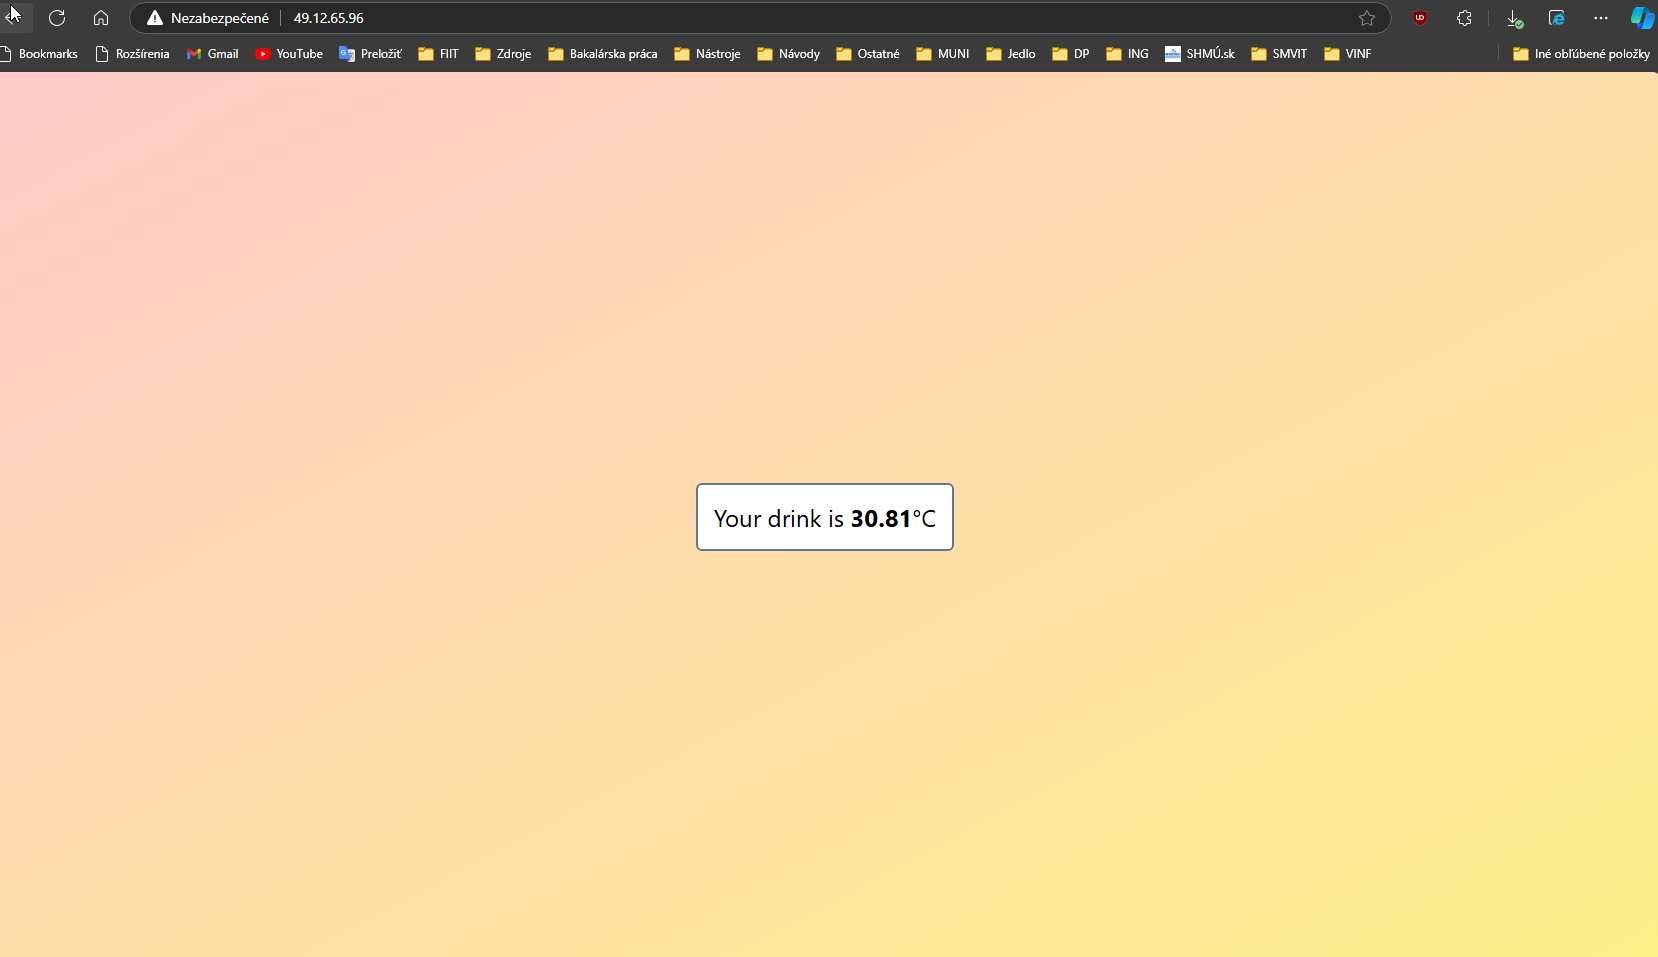 Nezabezpečené 49.12.65.96
Bookmarks Rozšírenia Gmail YouTube Preložiť FIIT Zdroje Bakalárska práca Nástroje Návody Ostatné MUNI Jedlo DP ING SHMÚ.sk SMVIT VINF Iné obľúbené položky
Your drink is 30.81°C